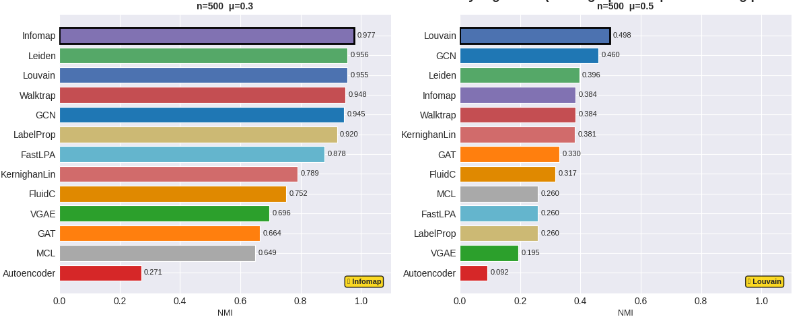 n=500 μ=0.3
Infomap 0.977
Leiden 0.956
Louvain 0.955
Walktrap 0.948
GCN 0.945
LabelProp 0.920
FastLPA 0.878
KernighanLin 0.789
FluidC 0.752
VGAE 0.696
GAT 0.664
MCL 0.649
Autoencoder 0.271
Infomap
0.0 0.2 0.4 0.6 0.8 1.0
NMI
n=500 μ=0.5
Louvain 0.498
GCN 0.460
Leiden 0.396
Infomap 0.384
Walktrap 0.384
KernighanLin 0.381
GAT 0.330
FluidC 0.317
MCL 0.260
FastLPA 0.260
LabelProp 0.260
VGAE 0.195
Autoencoder 0.092
Louvain
0.0 0.2 0.4 0.6 0.8 1.0
NMI